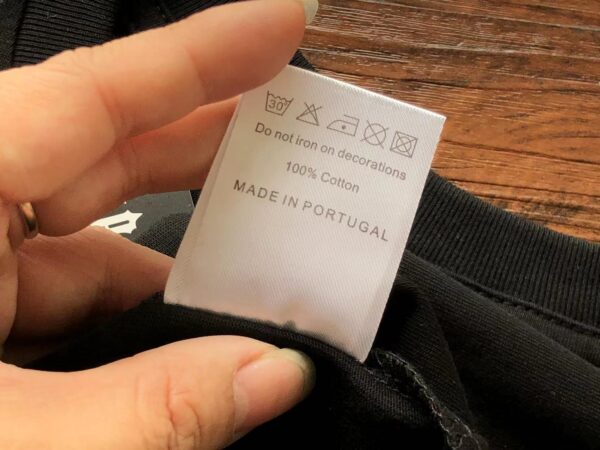 30
Do not iron on decorations
100% Cotton
MADE IN PORTUGAL